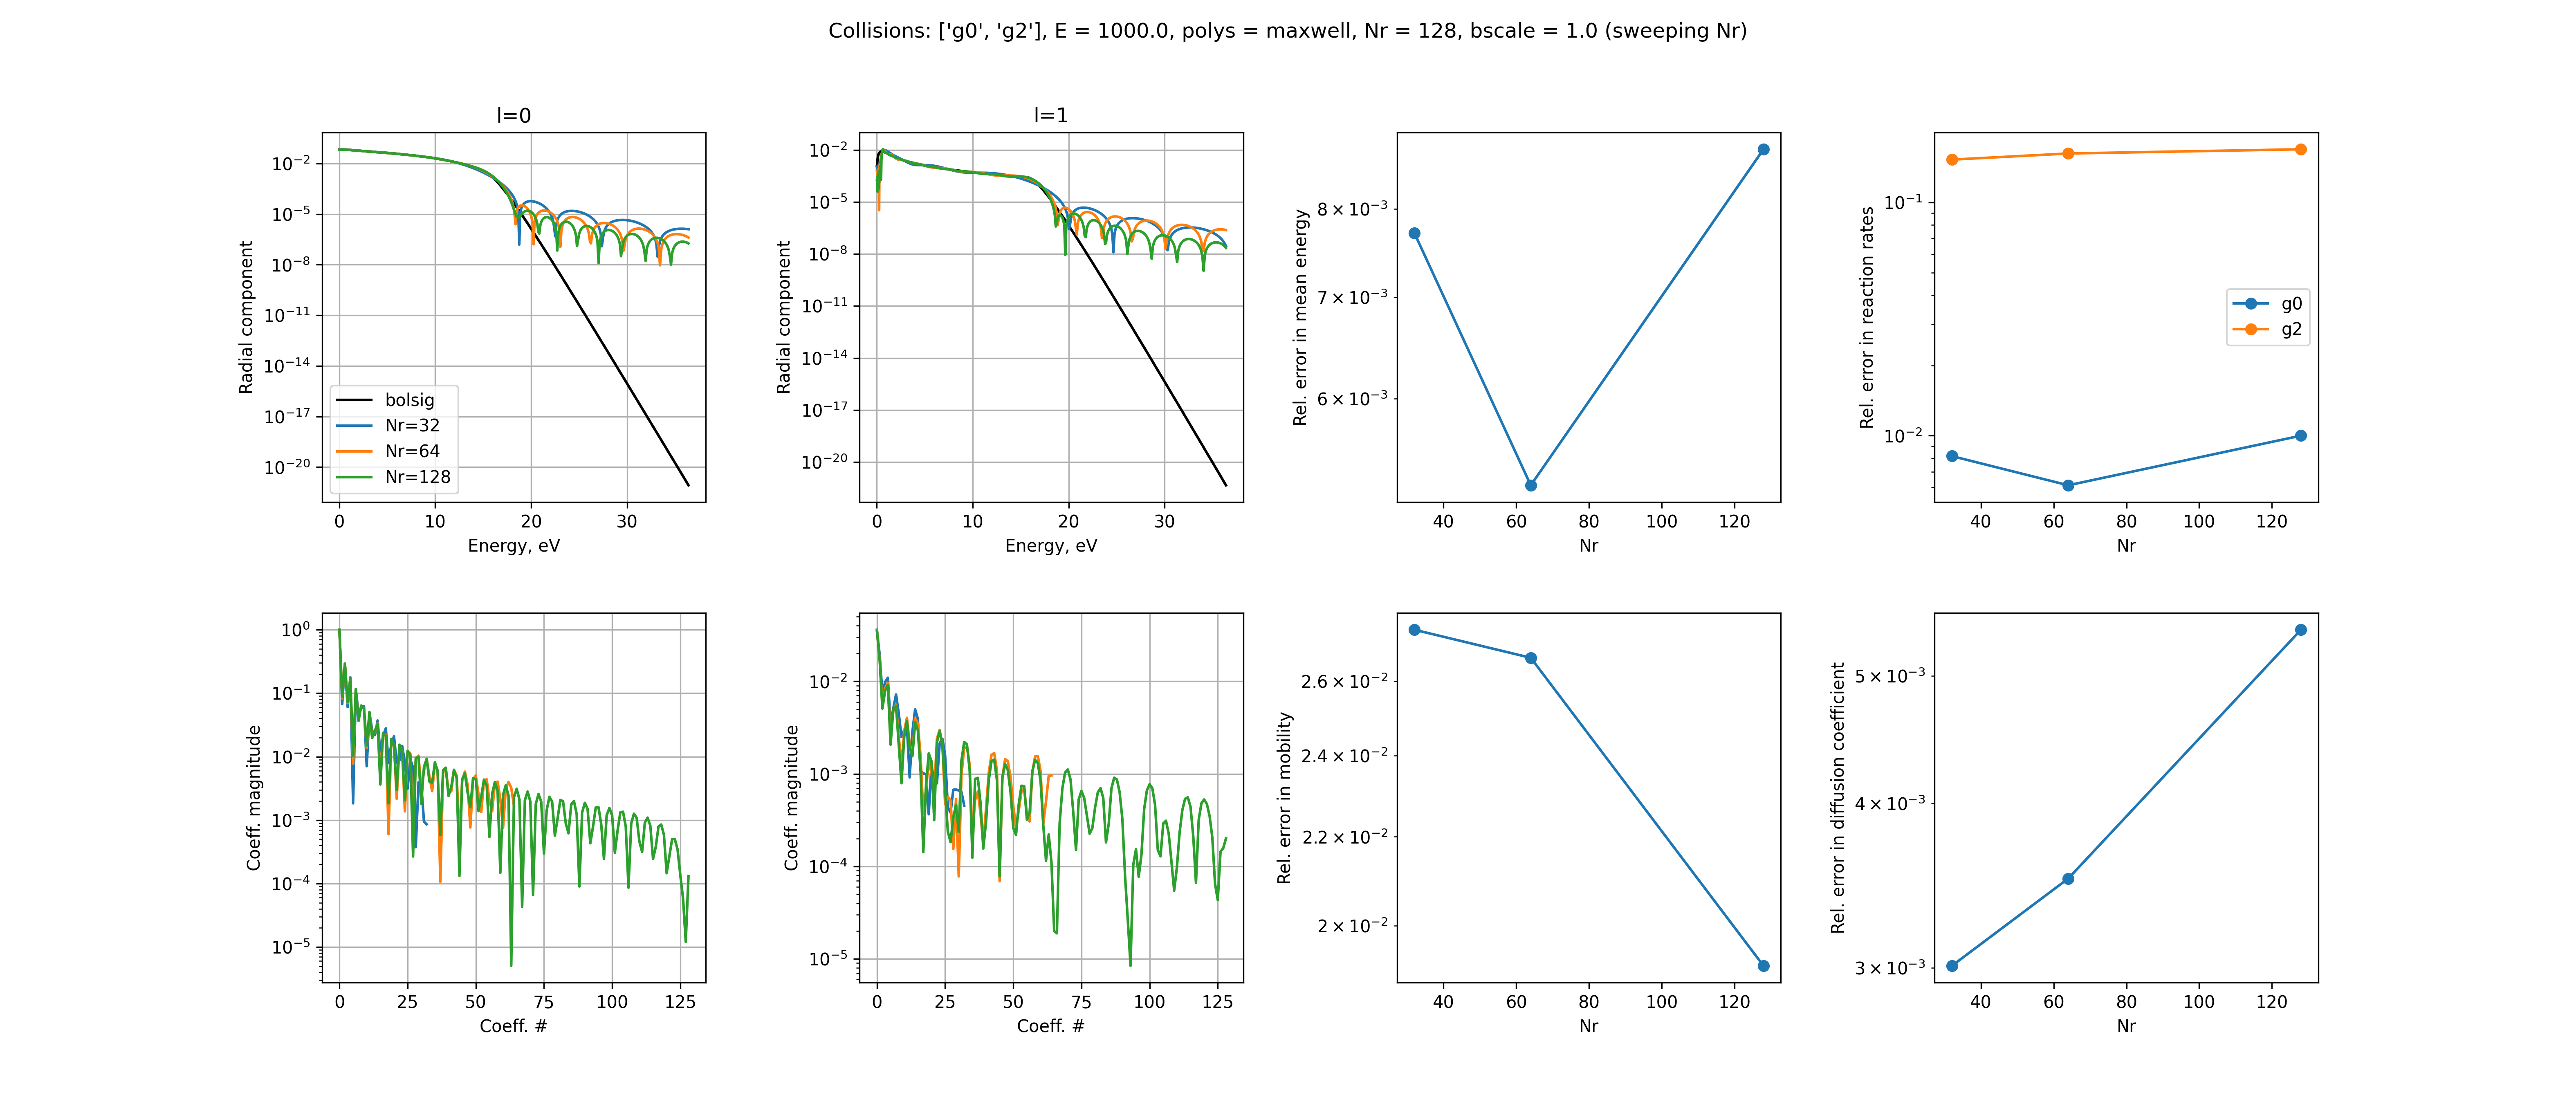 Collisions: ['g0', 'g2'], E = 1000.0, polys = maxwell, Nr = 128, bscale = 1.0 (sweeping Nr)
l=0
Radial component
10⁻²
10⁻⁵
10⁻⁸
10⁻¹¹
10⁻¹⁴
10⁻¹⁷
10⁻²⁰
bolsig
Nr=32
Nr=64
Nr=128
0 10 20 30
Energy, eV
l=1
Radial component
10⁻²
10⁻⁵
10⁻⁸
10⁻¹¹
10⁻¹⁴
10⁻¹⁷
10⁻²⁰
0 10 20 30
Energy, eV
Rel. error in mean energy
8 × 10⁻³
7 × 10⁻³
6 × 10⁻³
40 60 80 100 120
Nr
Rel. error in reaction rates
10⁻¹
10⁻²
g0
g2
40 60 80 100 120
Nr
Coeff. magnitude
10⁰
10⁻¹
10⁻²
10⁻³
10⁻⁴
10⁻⁵
0 25 50 75 100 125
Coeff. #
Coeff. magnitude
10⁻²
10⁻³
10⁻⁴
10⁻⁵
0 25 50 75 100 125
Coeff. #
Rel. error in mobility
2.6 × 10⁻²
2.4 × 10⁻²
2.2 × 10⁻²
2 × 10⁻²
40 60 80 100 120
Nr
Rel. error in diffusion coefficient
5 × 10⁻³
4 × 10⁻³
3 × 10⁻³
40 60 80 100 120
Nr